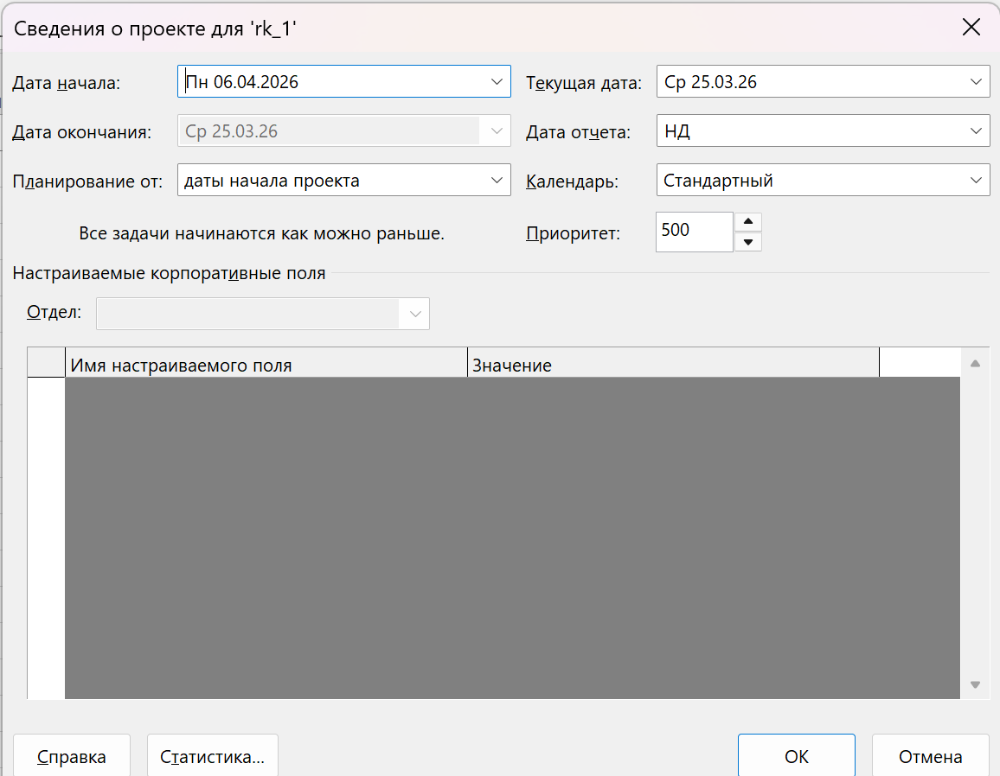 Сведения о проекте для 'rk_1'
Дата начала: Пн 06.04.2026 Текущая дата: Ср 25.03.26
Дата окончания: Ср 25.03.26 Дата отчета: НД
Планирование от: даты начала проекта Календарь: Стандартный
Все задачи начинаются как можно раньше. Приоритет: 500
Настраиваемые корпоративные поля
Отдел:
Имя настраиваемого поля Значение
Справка Статистика... ОК Отмена